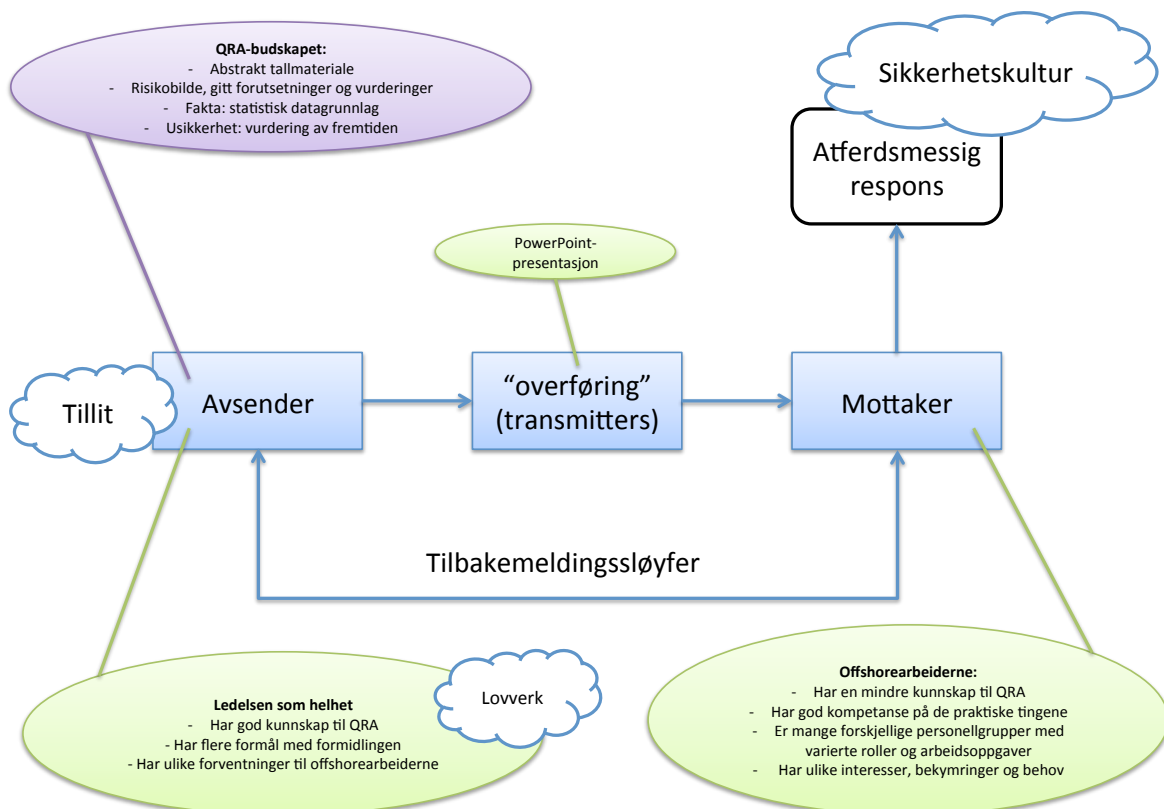 QRA-budskapet:
- Abstrakt tallmateriale
- Risikobilde, gitt forutsetninger og vurderinger
- Fakta: statistisk datagrunnlag
- Usikkerhet: vurdering av fremtiden
Sikkerhetskultur
Atferdsmessig
respons
PowerPoint-
presentasjon
Tillit
Avsender
“overføring”
(transmitters)
Mottaker
Tilbakemeldingssløyfer
Ledelsen som helhet
- Har god kunnskap til QRA
- Har flere formål med formidlingen
- Har ulike forventninger til offshorearbeiderne
Lovverk
Offshorearbeiderne:
- Har en mindre kunnskap til QRA
- Har god kompetanse på de praktiske tingene
- Er mange forskjellige personellgrupper med
varierte roller og arbeidsoppgaver
- Har ulike interesser, bekymringer og behov